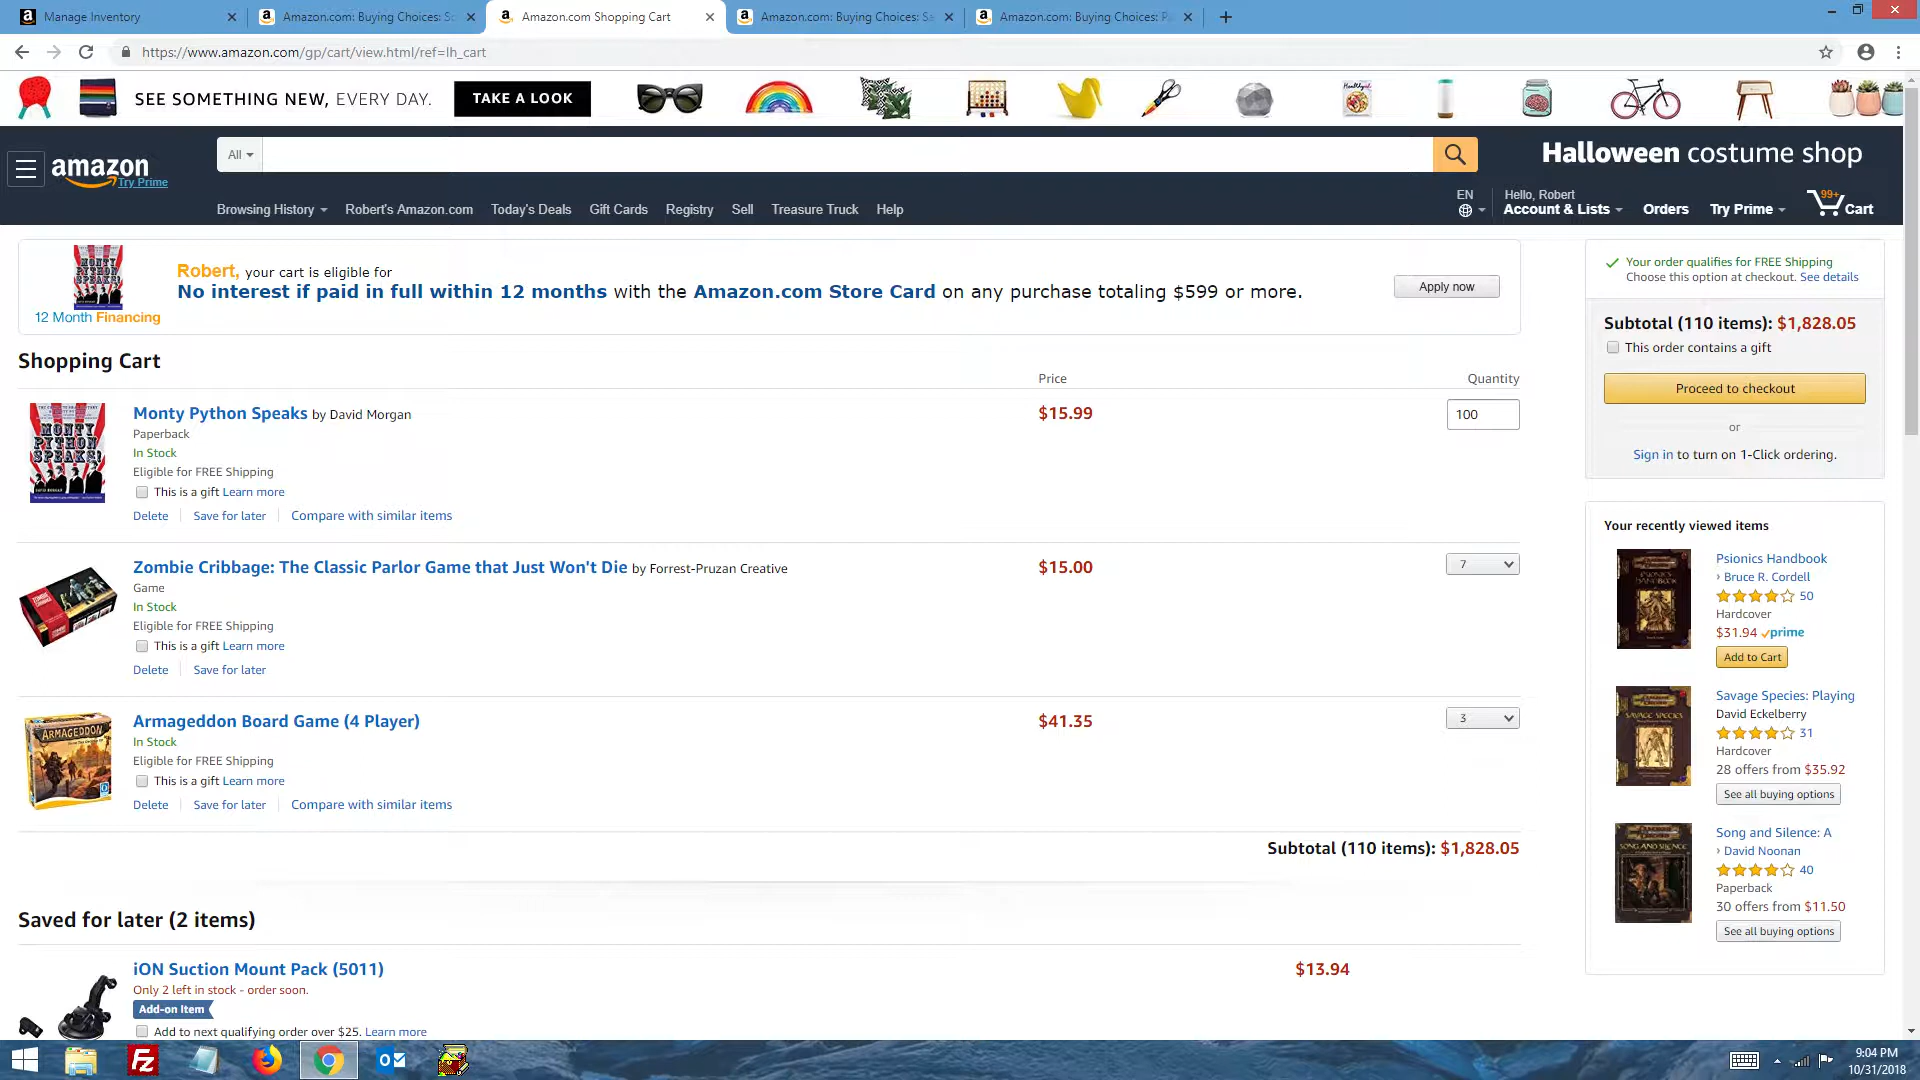 Manage Inventory
Amazon.com: Buying Choices: S
Amazon.com Shopping Cart
Amazon.com: Buying Choices: S
Amazon.com: Buying Choices: P
https://www.amazon.com/gp/cart/view.html/ref=lh_cart
SEE SOMETHING NEW, EVERY DAY.
TAKE A LOOK
amazon
Try Prime
All
Halloween costume shop
Browsing History
Robert's Amazon.com
Today's Deals
Gift Cards
Registry
Sell
Treasure Truck
Help
EN
Hello, Robert
Account & Lists
Orders
Try Prime
99+
Cart
MONTY PYTHON SPEAKS!
12 Month Financing
Robert, your cart is eligible for
No interest if paid in full within 12 months with the Amazon.com Store Card on any purchase totaling $599 or more.
Apply now
Shopping Cart
Price
Quantity
MONTY PYTHON SPEAKS!
Monty Python Speaks by David Morgan
Paperback
In Stock
Eligible for FREE Shipping
This is a gift Learn more
Delete
Save for later
Compare with similar items
$15.99
100
Zombie Cribbage: The Classic Parlor Game that Just Won't Die by Forrest-Pruzan Creative
Game
In Stock
Eligible for FREE Shipping
This is a gift Learn more
Delete
Save for later
$15.00
7
ARMAGEDDON
Armageddon Board Game (4 Player)
In Stock
Eligible for FREE Shipping
This is a gift Learn more
Delete
Save for later
Compare with similar items
$41.35
3
Subtotal (110 items): $1,828.05
Saved for later (2 items)
iON Suction Mount Pack (5011)
Only 2 left in stock - order soon.
Add-on Item
Add to next qualifying order over $25. Learn more
$13.94
Your order qualifies for FREE Shipping
Choose this option at checkout. See details
Subtotal (110 items): $1,828.05
This order contains a gift
Proceed to checkout
or
Sign in to turn on 1-Click ordering.
Your recently viewed items
PSIONICS HANDBOOK
Psionics Handbook
› Bruce R. Cordell
50
Hardcover
$31.94 prime
Add to Cart
SAVAGE SPECIES
Savage Species: Playing
David Eckelberry
31
Hardcover
28 offers from $35.92
See all buying options
SONG AND SILENCE
Song and Silence: A
› David Noonan
40
Paperback
30 offers from $11.50
See all buying options
9:04 PM
10/31/2018